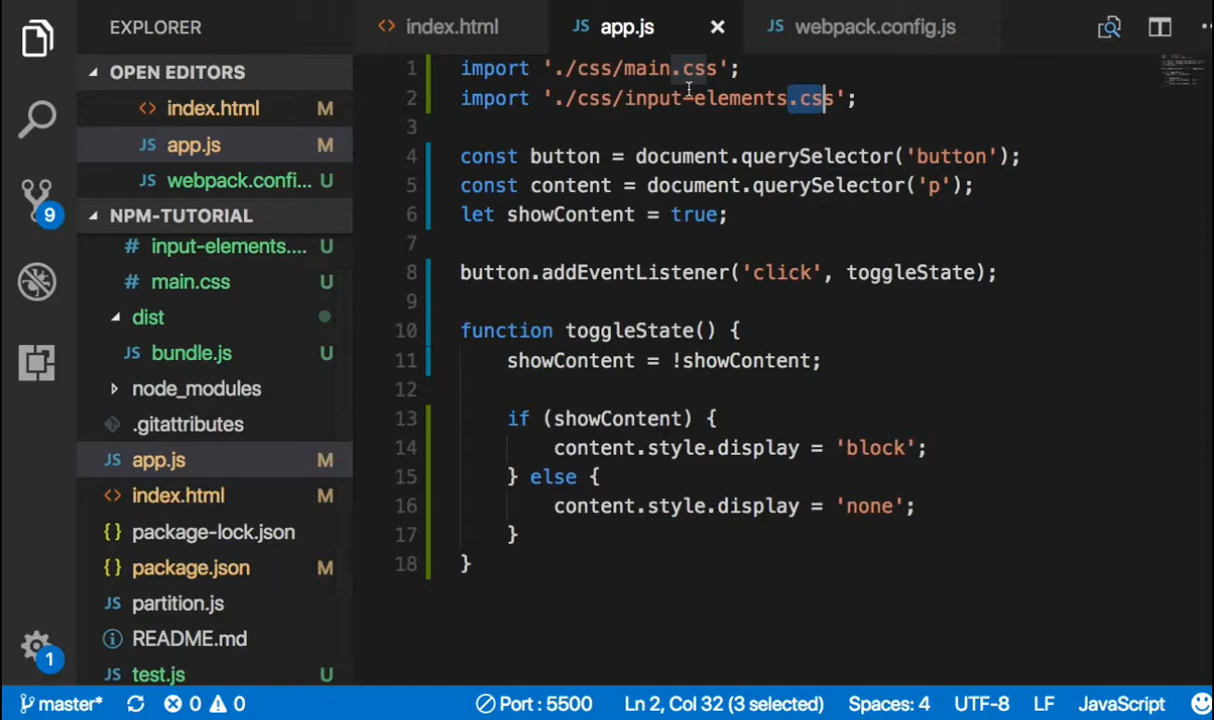 EXPLORER
OPEN EDITORS
index.html M
app.js M
webpack.confi... U
NPM-TUTORIAL
input-elements.... U
main.css U
dist
bundle.js U
node_modules
.gitattributes
app.js M
index.html M
package-lock.json
package.json M
partition.js
README.md
test.js U
9
1
index.html
app.js
webpack.config.js
1 import './css/main.css';
2 import './css/input-elements.css';
3
4 const button = document.querySelector('button');
5 const content = document.querySelector('p');
6 let showContent = true;
7
8 button.addEventListener('click', toggleState);
9
10 function toggleState() {
11     showContent = !showContent;
12
13     if (showContent) {
14         content.style.display = 'block';
15     } else {
16         content.style.display = 'none';
17     }
18 }
master* 0 0 Port : 5500 Ln 2, Col 32 (3 selected) Spaces: 4 UTF-8 LF JavaScript